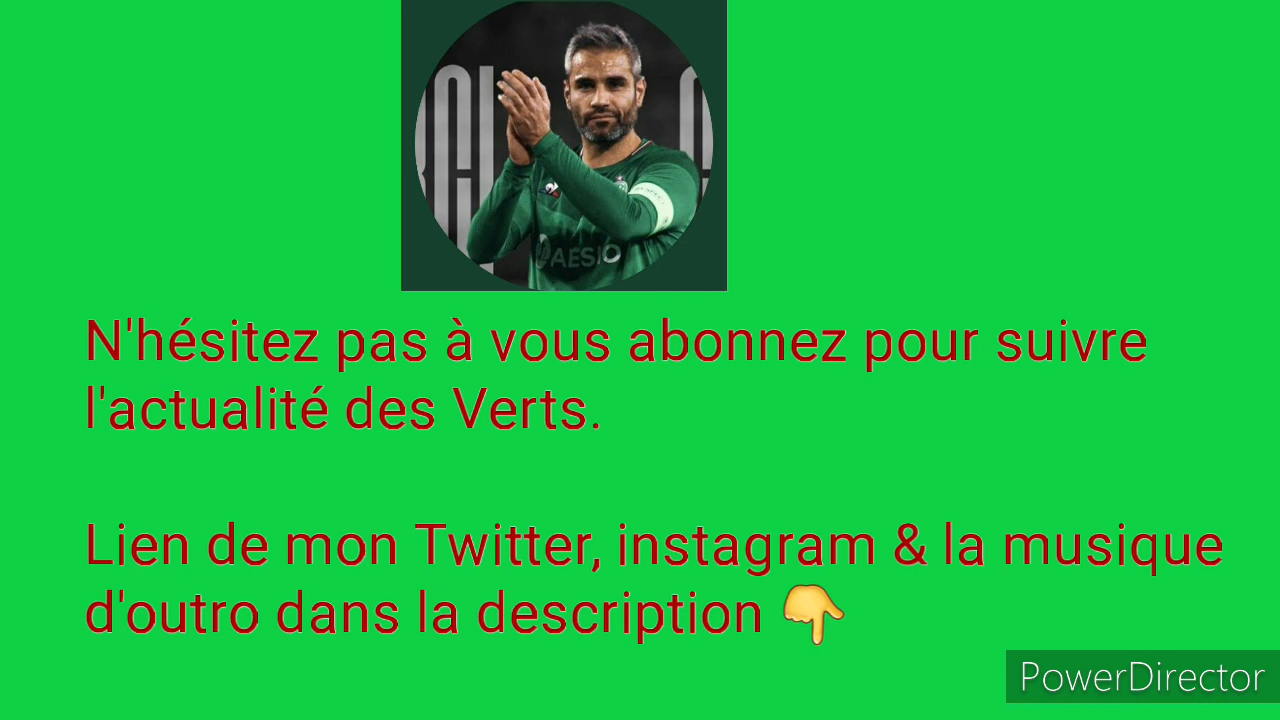 AESIO
N'hésitez pas à vous abonnez pour suivre
l'actualité des Verts.
Lien de mon Twitter, instagram & la musique
d'outro dans la description 👇
PowerDirector